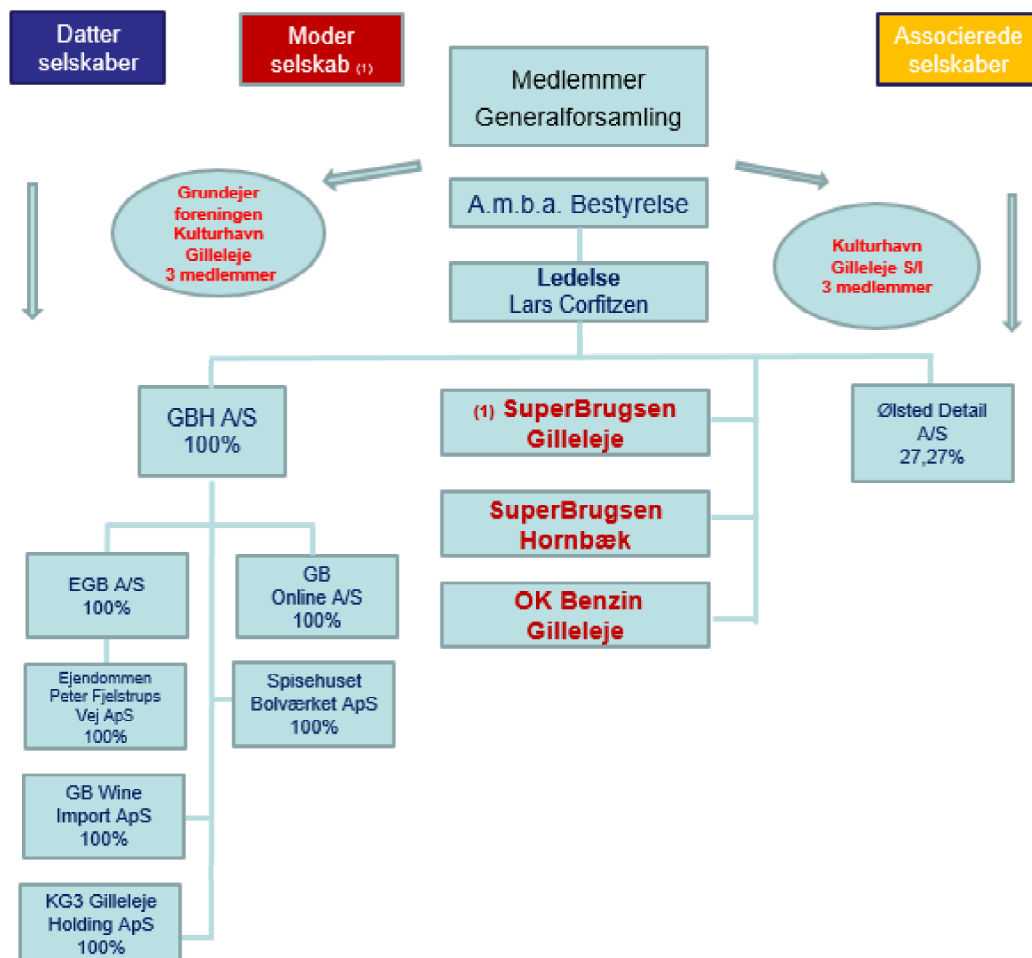 Datter
selskaber
Moder
selskab (1)
Associerede
selskaber
Medlemmer
Generalforsamling
Grundejer
foreningen
Kulturhavn
Gilleleje
3 medlemmer
A.m.b.a. Bestyrelse
Kulturhavn
Gilleleje S/I
3 medlemmer
Ledelse
Lars Corfitzen
GBH A/S
100%
(1) SuperBrugsen
Gilleleje
Ølsted Detail
A/S
27,27%
SuperBrugsen
Hornbæk
EGB A/S
100%
GB
Online A/S
100%
OK Benzin
Gilleleje
Ejendommen
Peter Fjelstrups
Vej ApS
100%
Spisehuset
Bolværket ApS
100%
GB Wine
Import ApS
100%
KG3 Gilleleje
Holding ApS
100%